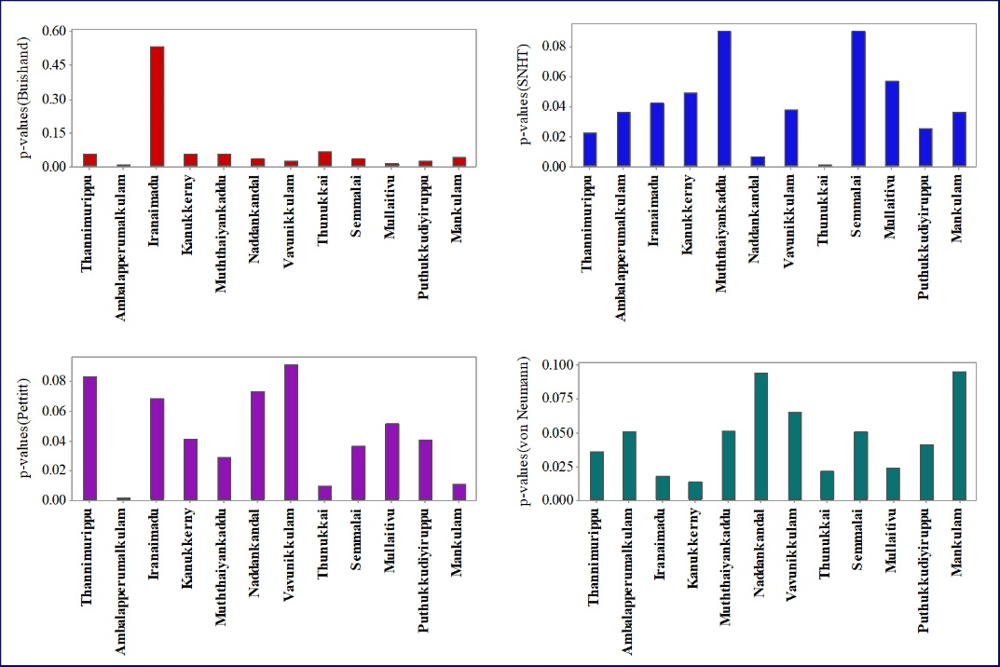 p-values(Buishand)
0.60
0.45
0.30
0.15
0.00
Thannimurippu
Ambalapperumalkulam
Iranaimadu
Kanukkerny
Muththaiyankaddu
Naddankandal
Vavunikkulam
Thunukkai
Semmalai
Mullaitivu
Puthukkudiyiruppu
Mankulam
p-values(SNHT)
0.08
0.06
0.04
0.02
0.00
Thannimurippu
Ambalapperumalkulam
Iranaimadu
Kanukkerny
Muththaiyankaddu
Naddankandal
Vavunikkulam
Thunukkai
Semmalai
Mullaitivu
Puthukkudiyiruppu
Mankulam
p-values(Pettitt)
0.08
0.06
0.04
0.02
0.00
Thannimurippu
Ambalapperumalkulam
Iranaimadu
Kanukkerny
Muththaiyankaddu
Naddankandal
Vavunikkulam
Thunukkai
Semmalai
Mullaitivu
Puthukkudiyiruppu
Mankulam
p-values(von Neumann)
0.100
0.075
0.050
0.025
0.000
Thannimurippu
Ambalapperumalkulam
Iranaimadu
Kanukkerny
Muththaiyankaddu
Naddankandal
Vavunikkulam
Thunukkai
Semmalai
Mullaitivu
Puthukkudiyiruppu
Mankulam